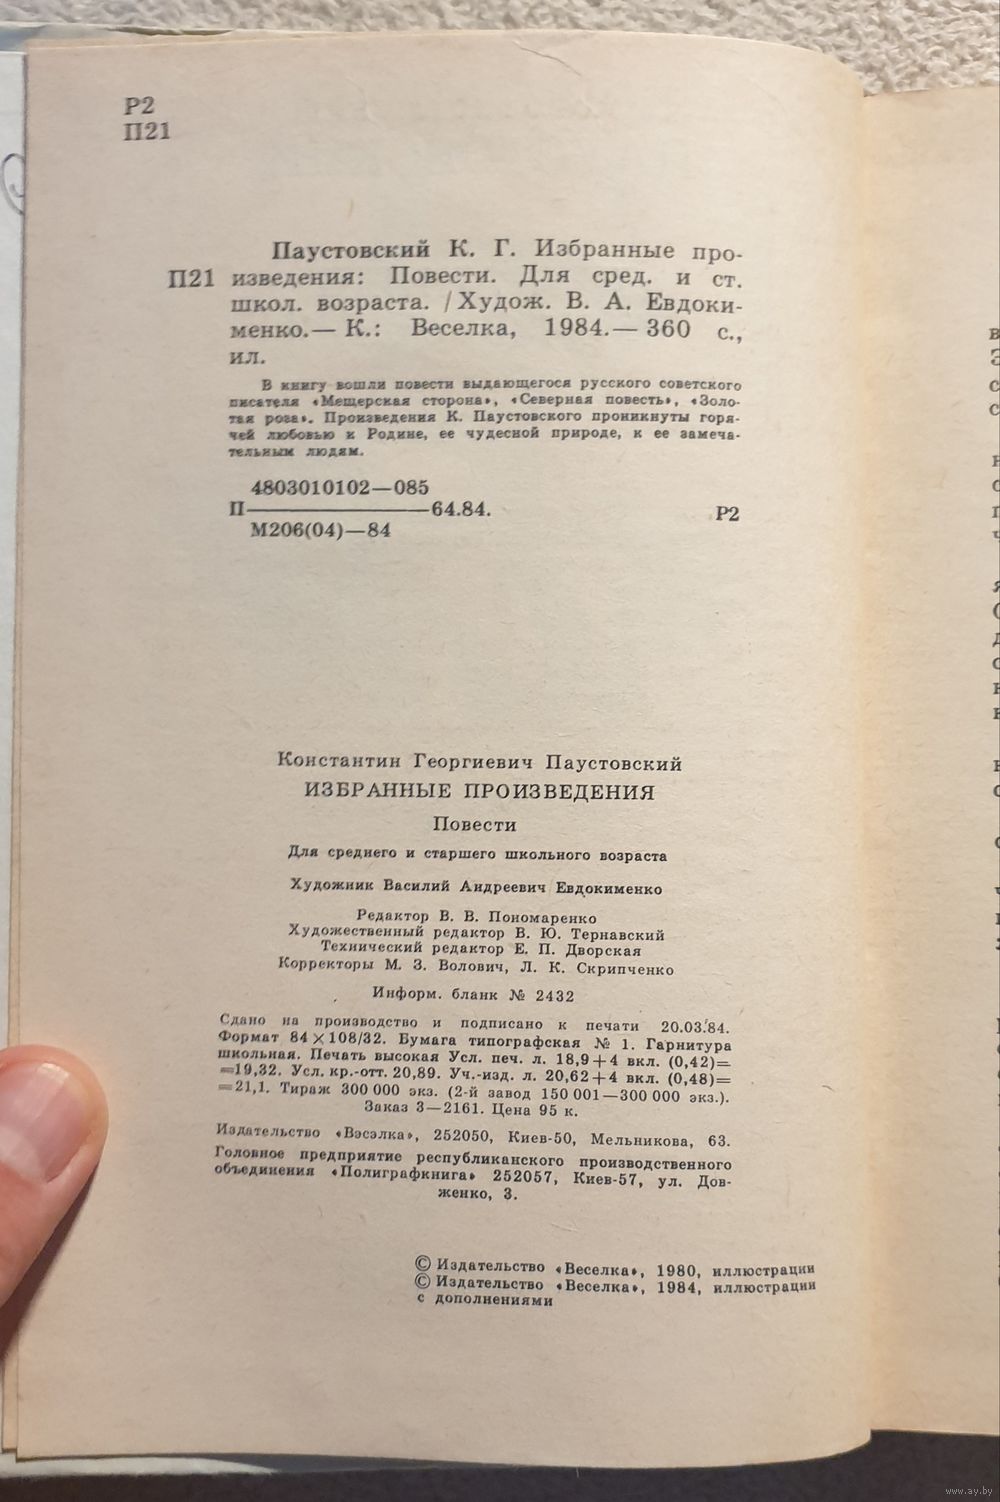 Р2
П21
Паустовский К. Г. Избранные про-
П21 изведения: Повести. Для сред. и ст.
школ. возраста. / Худож. В. А. Евдоки-
менко.— К.: Веселка, 1984.— 360 с.,
ил.
В книгу вошли повести выдающегося русского советского
писателя «Мещерская сторона», «Северная повесть», «Золо-
тая роза». Произведения К. Паустовского проникнуты горя-
чей любовью к Родине, ее чудесной природе, к ее замеча-
тельным людям.
4803010102—085
П————64.84.
М206(04)—84
Р2
Константин Георгиевич Паустовский
ИЗБРАННЫЕ ПРОИЗВЕДЕНИЯ
Повести
Для среднего и старшего школьного возраста
Художник Василий Андреевич Евдокименко
Редактор В. В. Пономаренко
Художественный редактор В. Ю. Тернавский
Технический редактор Е. П. Дворская
Корректоры М. З. Волович, Л. К. Скрипченко
Информ. бланк № 2432
Сдано на производство и подписано к печати 20.03.84.
Формат 84×108/32. Бумага типографская № 1. Гарнитура
школьная. Печать высокая Усл. печ. л. 18,9+4 вкл. (0,42)=
=19,32. Усл. кр.-отт. 20,89. Уч.-изд. л. 20,62+4 вкл. (0,48)=
=21,1. Тираж 300 000 экз. (2-й завод 150 001—300 000 экз.).
Заказ 3—2161. Цена 95 к.
Издательство «Вэсэлка», 252050, Киев-50, Мельникова, 63.
Головное предприятие республиканского производственного
объединения «Полиграфкнига» 252057, Киев-57, ул. Дов-
женко, 3.
© Издательство «Веселка», 1980, иллюстрации
© Издательство «Веселка», 1984, иллюстрации
с дополнениями
www.ay.by